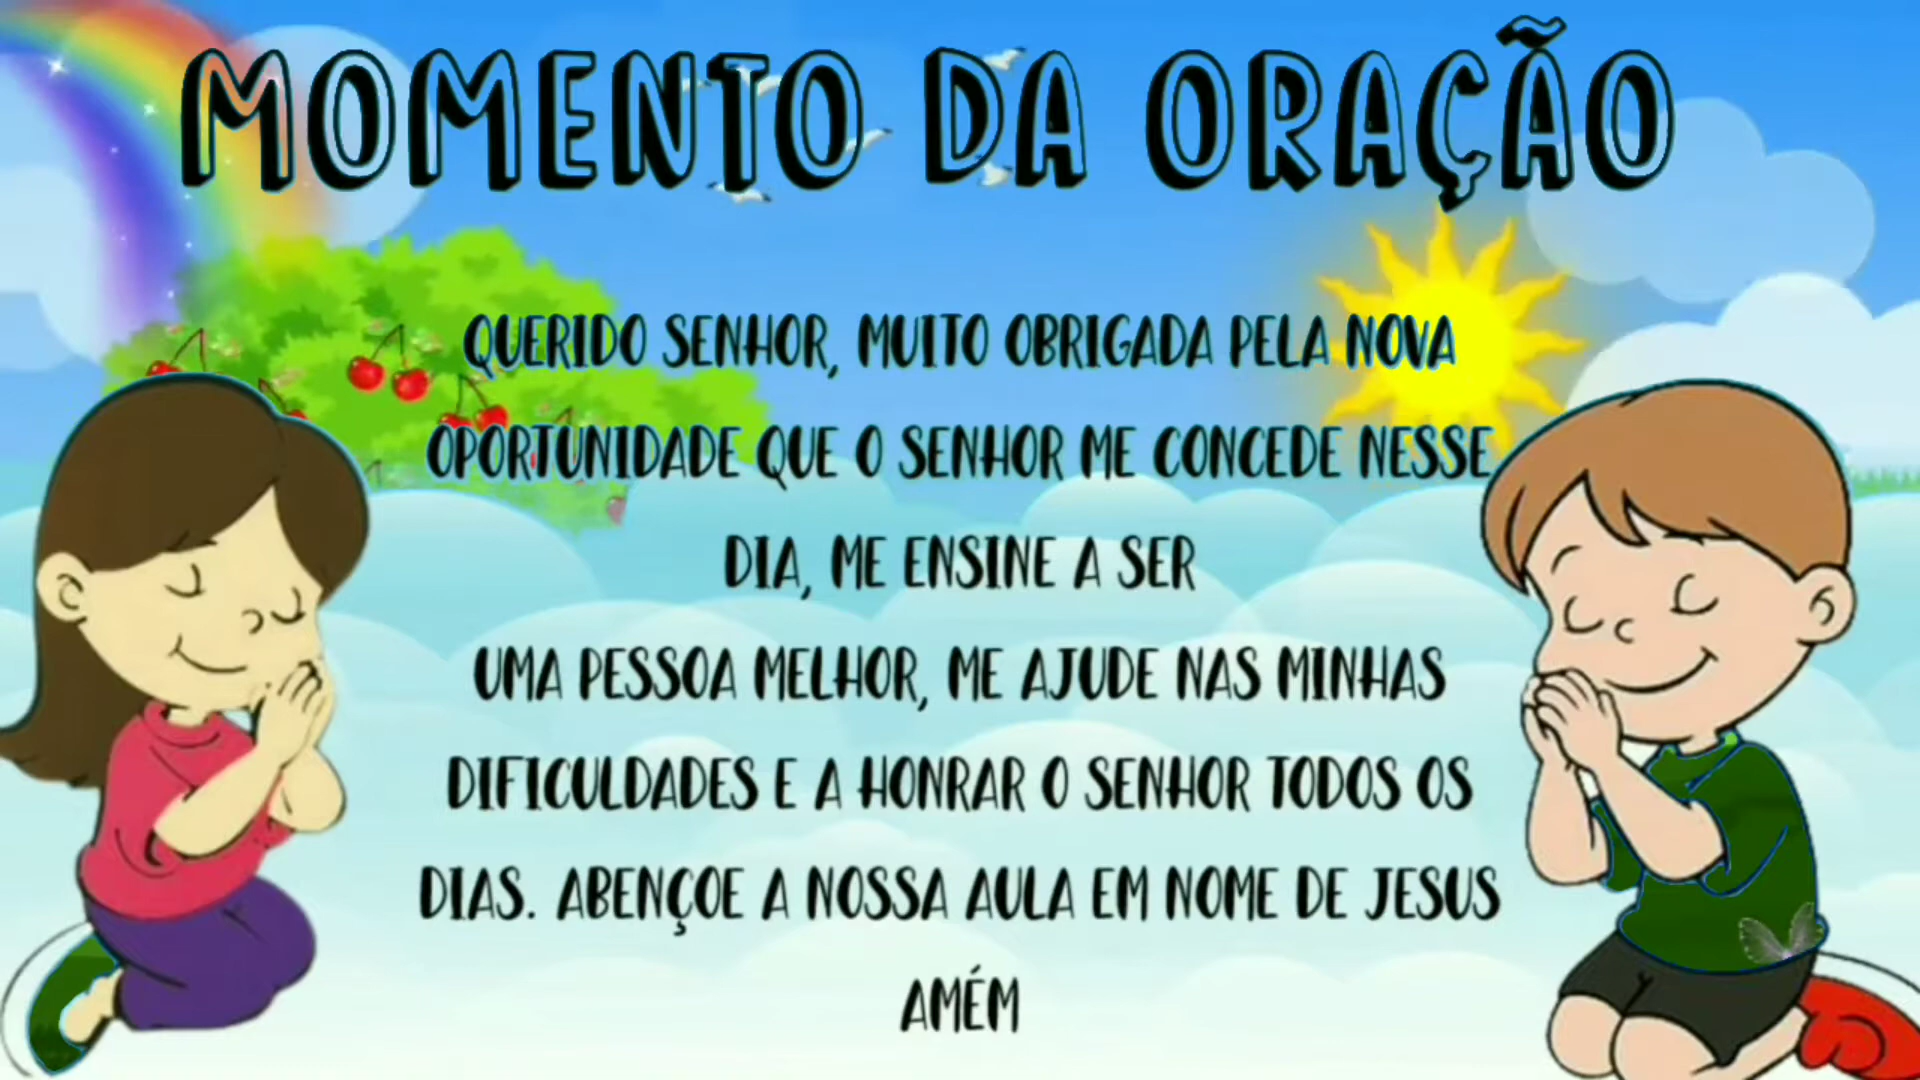 MOMENTO DA ORAÇÃO
QUERIDO SENHOR, MUITO OBRIGADA PELA NOVA
OPORTUNIDADE QUE O SENHOR ME CONCEDE NESSE
DIA, ME ENSINE A SER
UMA PESSOA MELHOR, ME AJUDE NAS MINHAS
DIFICULDADES E A HONRAR O SENHOR TODOS OS
DIAS. ABENÇOE A NOSSA AULA EM NOME DE JESUS
AMÉM